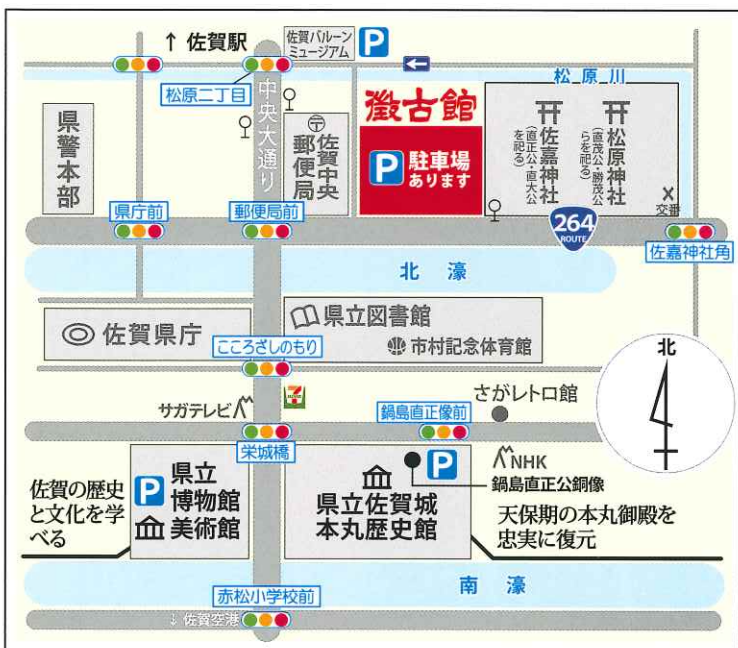 ↑ 佐賀駅
佐賀バルーン
ミュージアム
P
松原二丁目
松原川
中央大通り
県警本部
佐賀中央
郵便局
徴古館
P 駐車場
あります
佐嘉神社
(直正公・直大公
を祀る)
松原神社
(直茂公・勝茂公
らを祀る)
X
交番
県庁前
郵便局前
264
ROUTE
佐嘉神社角
北濠
佐賀県庁
県立図書館
市村記念体育館
こころざしのもり
北
サガテレビ
7
さがレトロ館
鍋島直正像前
栄城橋
NHK
鍋島直正公銅像
佐賀の歴史
と文化を学
べる
P
県立
博物館
美術館
P
県立佐賀城
本丸歴史館
天保期の本丸御殿を
忠実に復元
南濠
赤松小学校前
↓ 佐賀空港